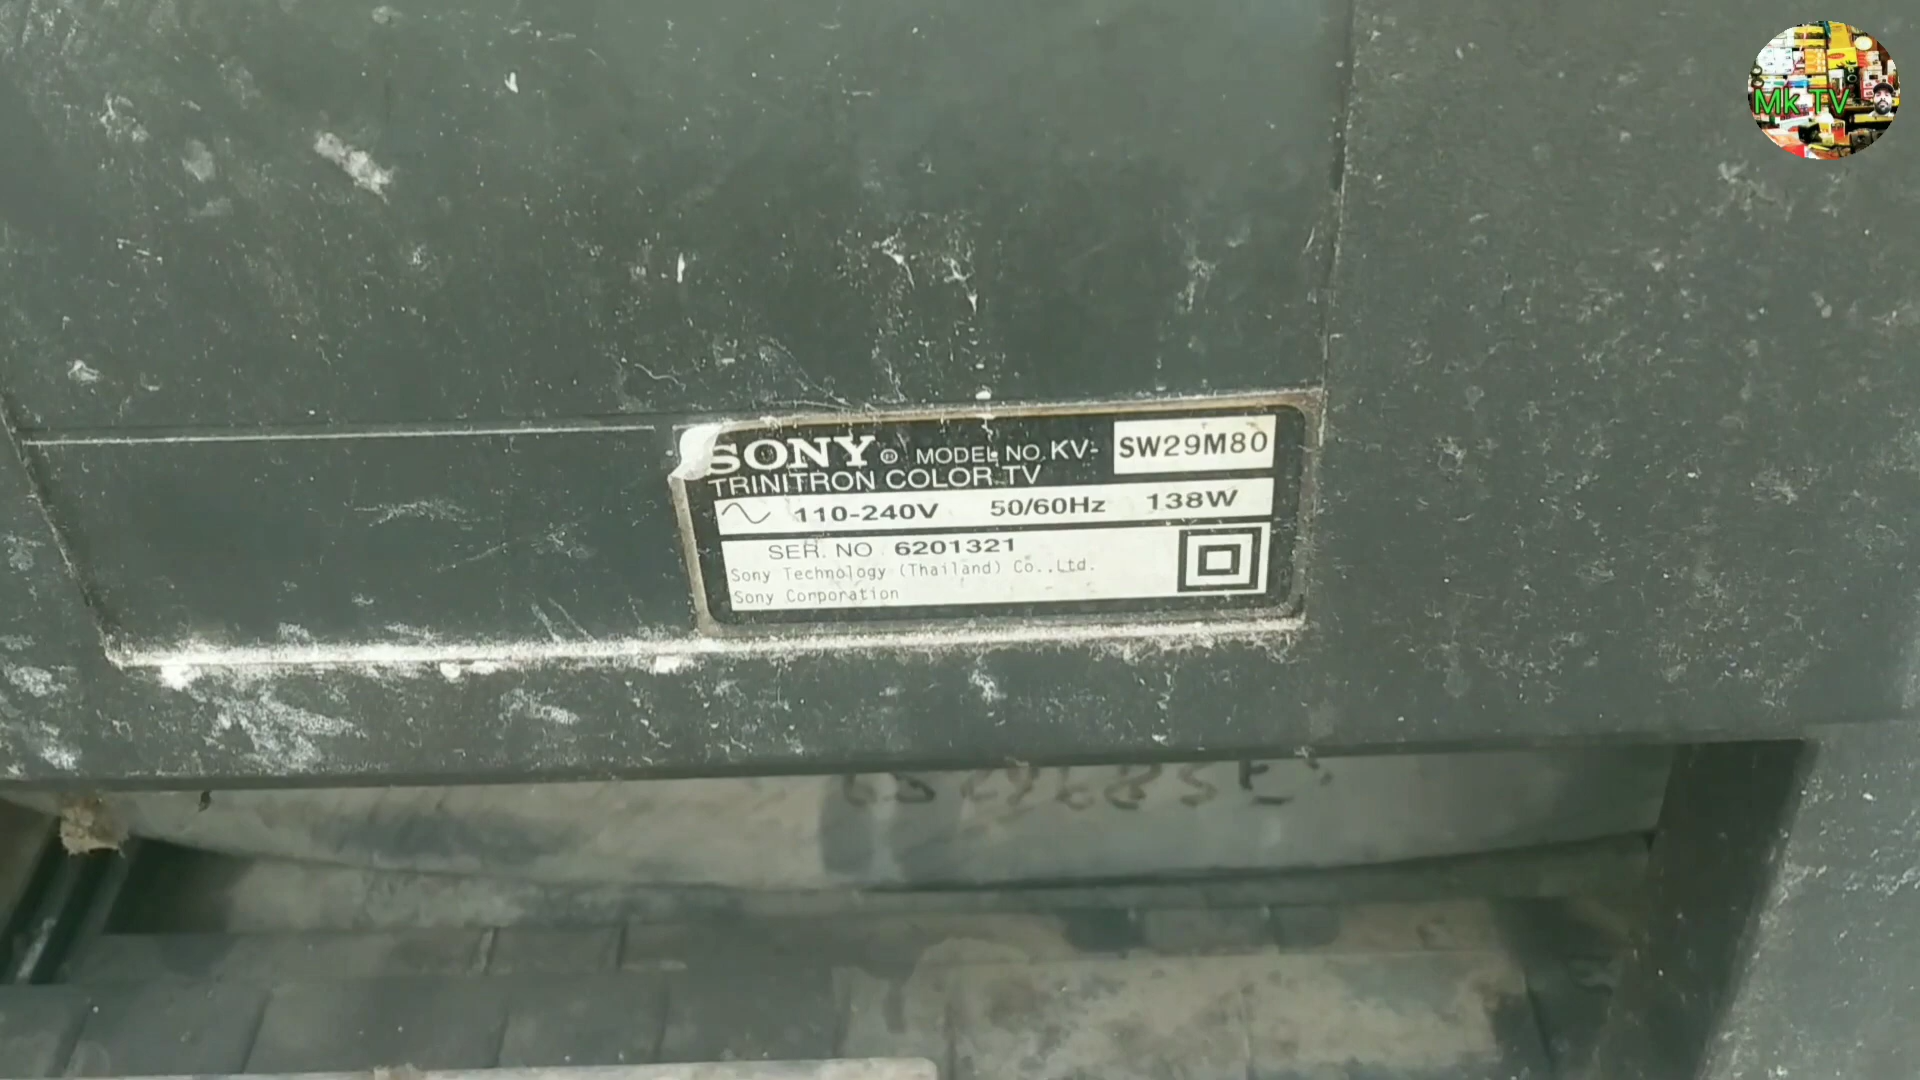 Mk TV
SONY ® MODEL NO. KV- SW29M80
TRINITRON COLOR TV
110-240V 50/60Hz 138W
SER. NO 6201321
Sony Technology (Thailand) Co.,Ltd.
Sony Corporation